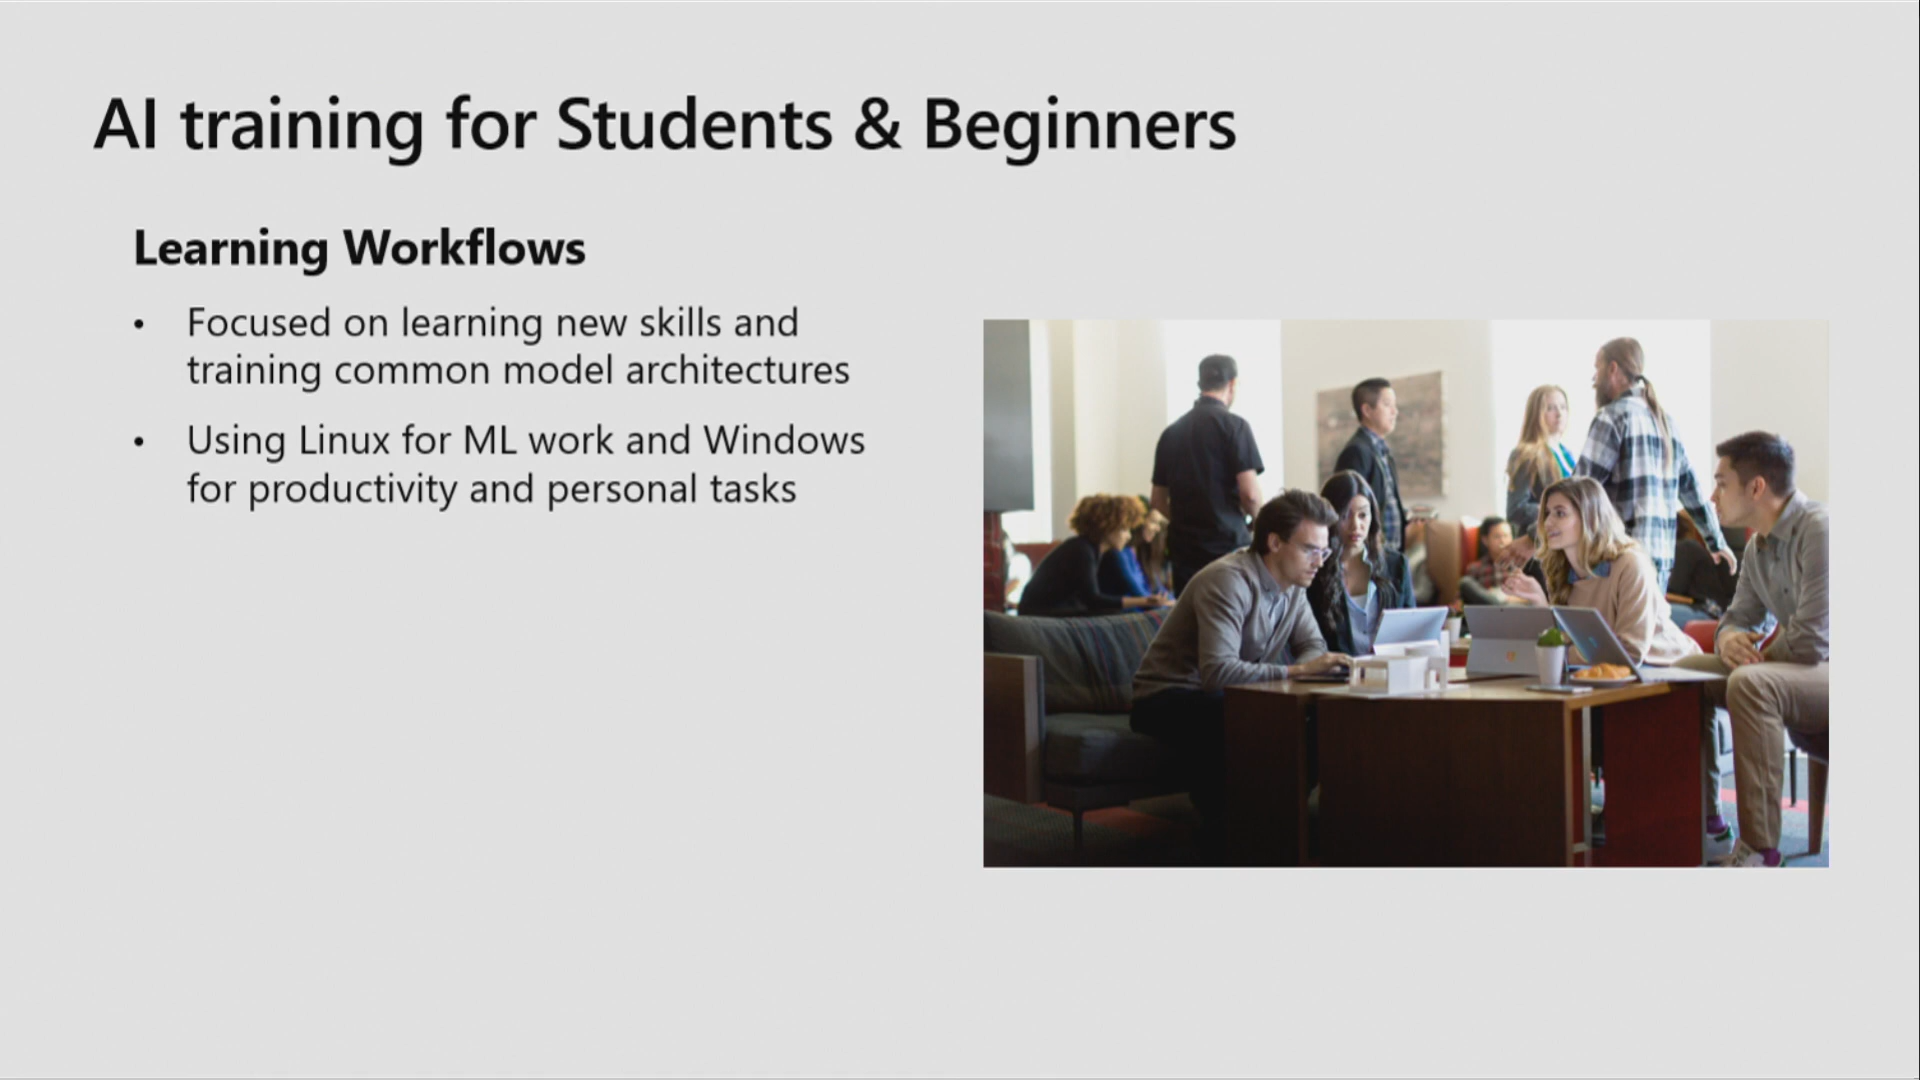 AI training for Students & Beginners
Learning Workflows
• Focused on learning new skills and
training common model architectures
• Using Linux for ML work and Windows
for productivity and personal tasks